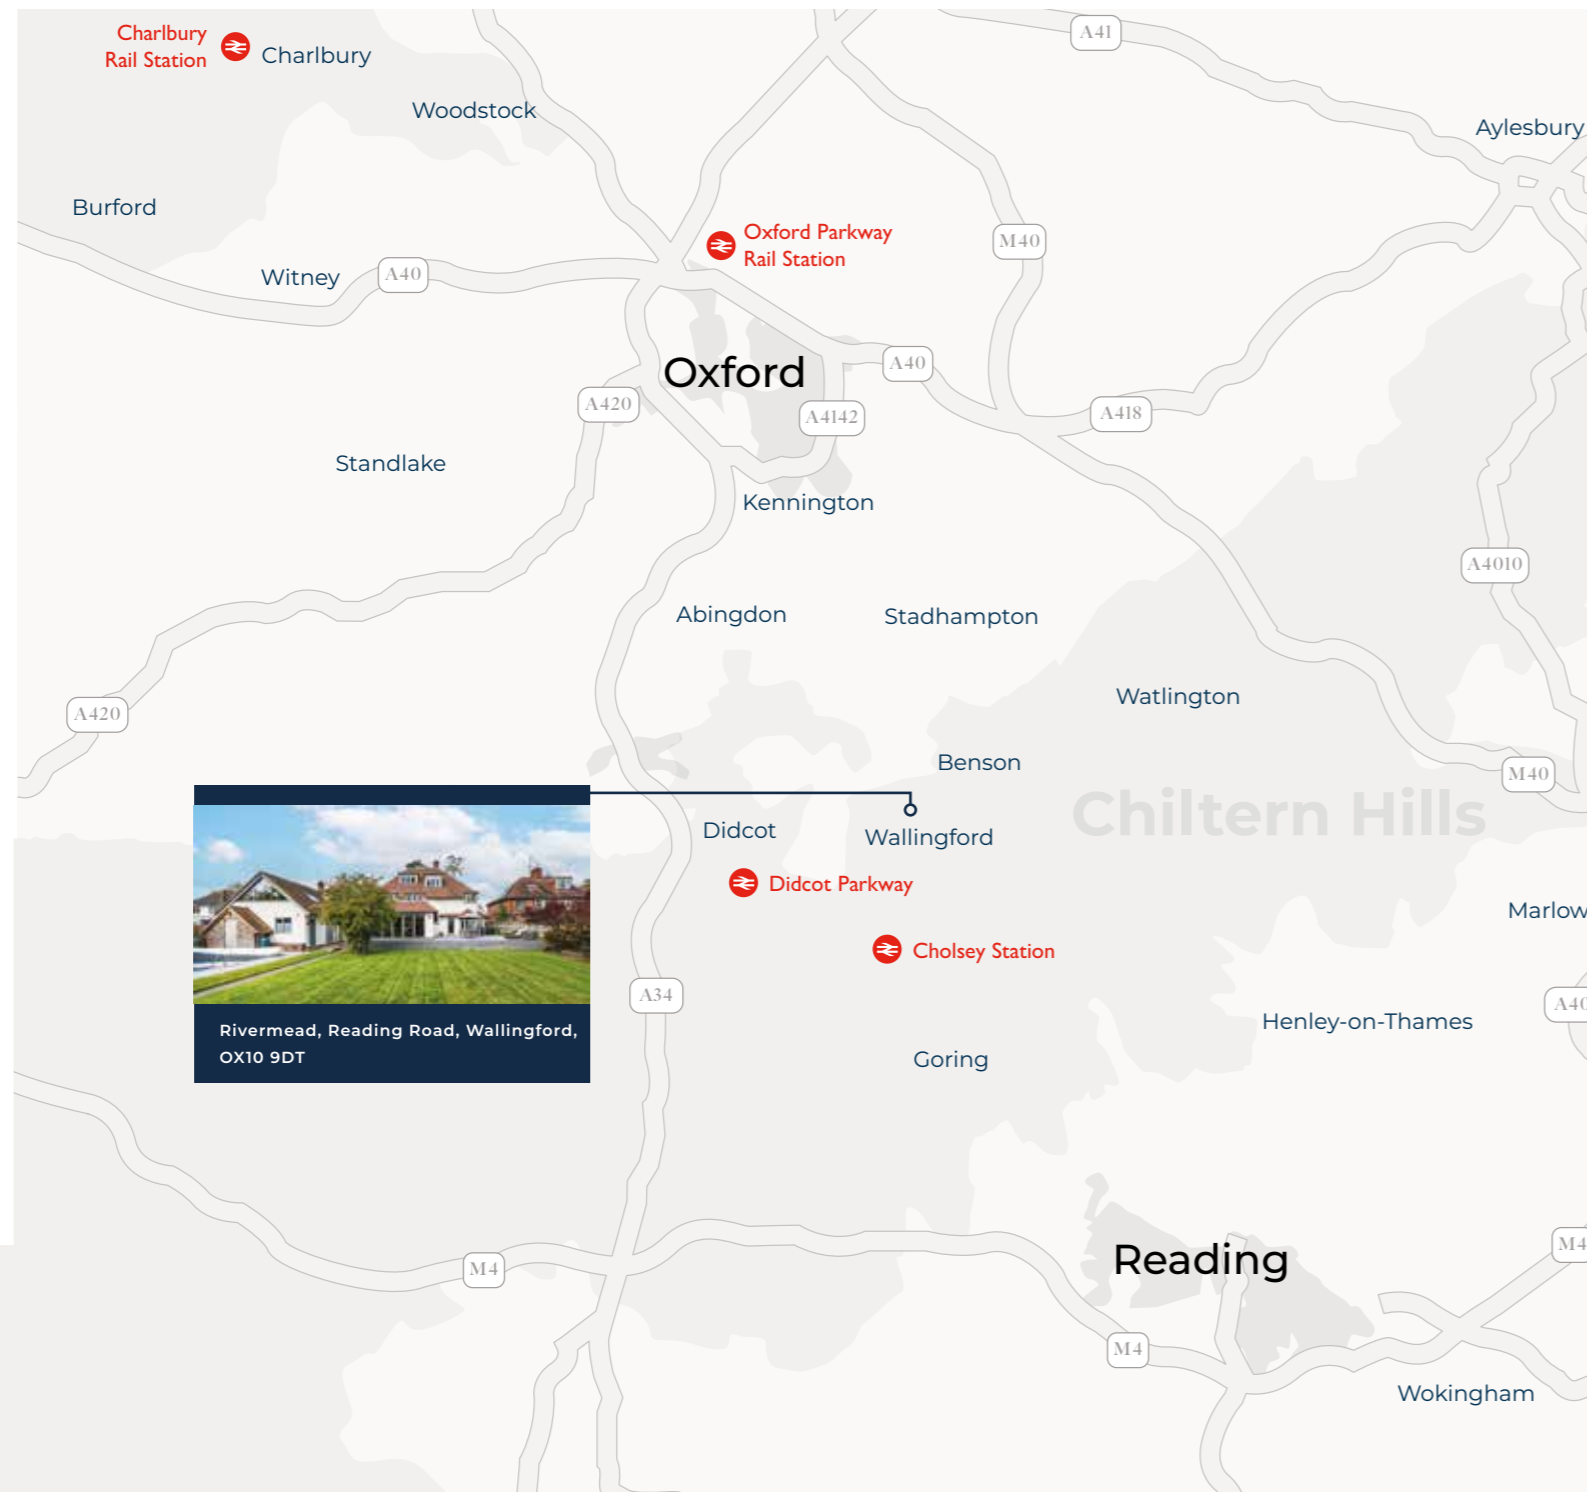 Charlbury
Rail Station
Charlbury
A41
Woodstock
Aylesbury
Burford
Oxford Parkway
Rail Station
M40
Witney
A40
Oxford
A40
A420
A4142
A418
Standlake
Kennington
A4010
Abingdon
Stadhampton
Watlington
A420
Benson
M40
Chiltern Hills
Didcot
Wallingford
Didcot Parkway
Marlow
Cholsey Station
A34
A40
Henley-on-Thames
Rivermead, Reading Road, Wallingford,
OX10 9DT
Goring
M4
Reading
M4
M4
Wokingham